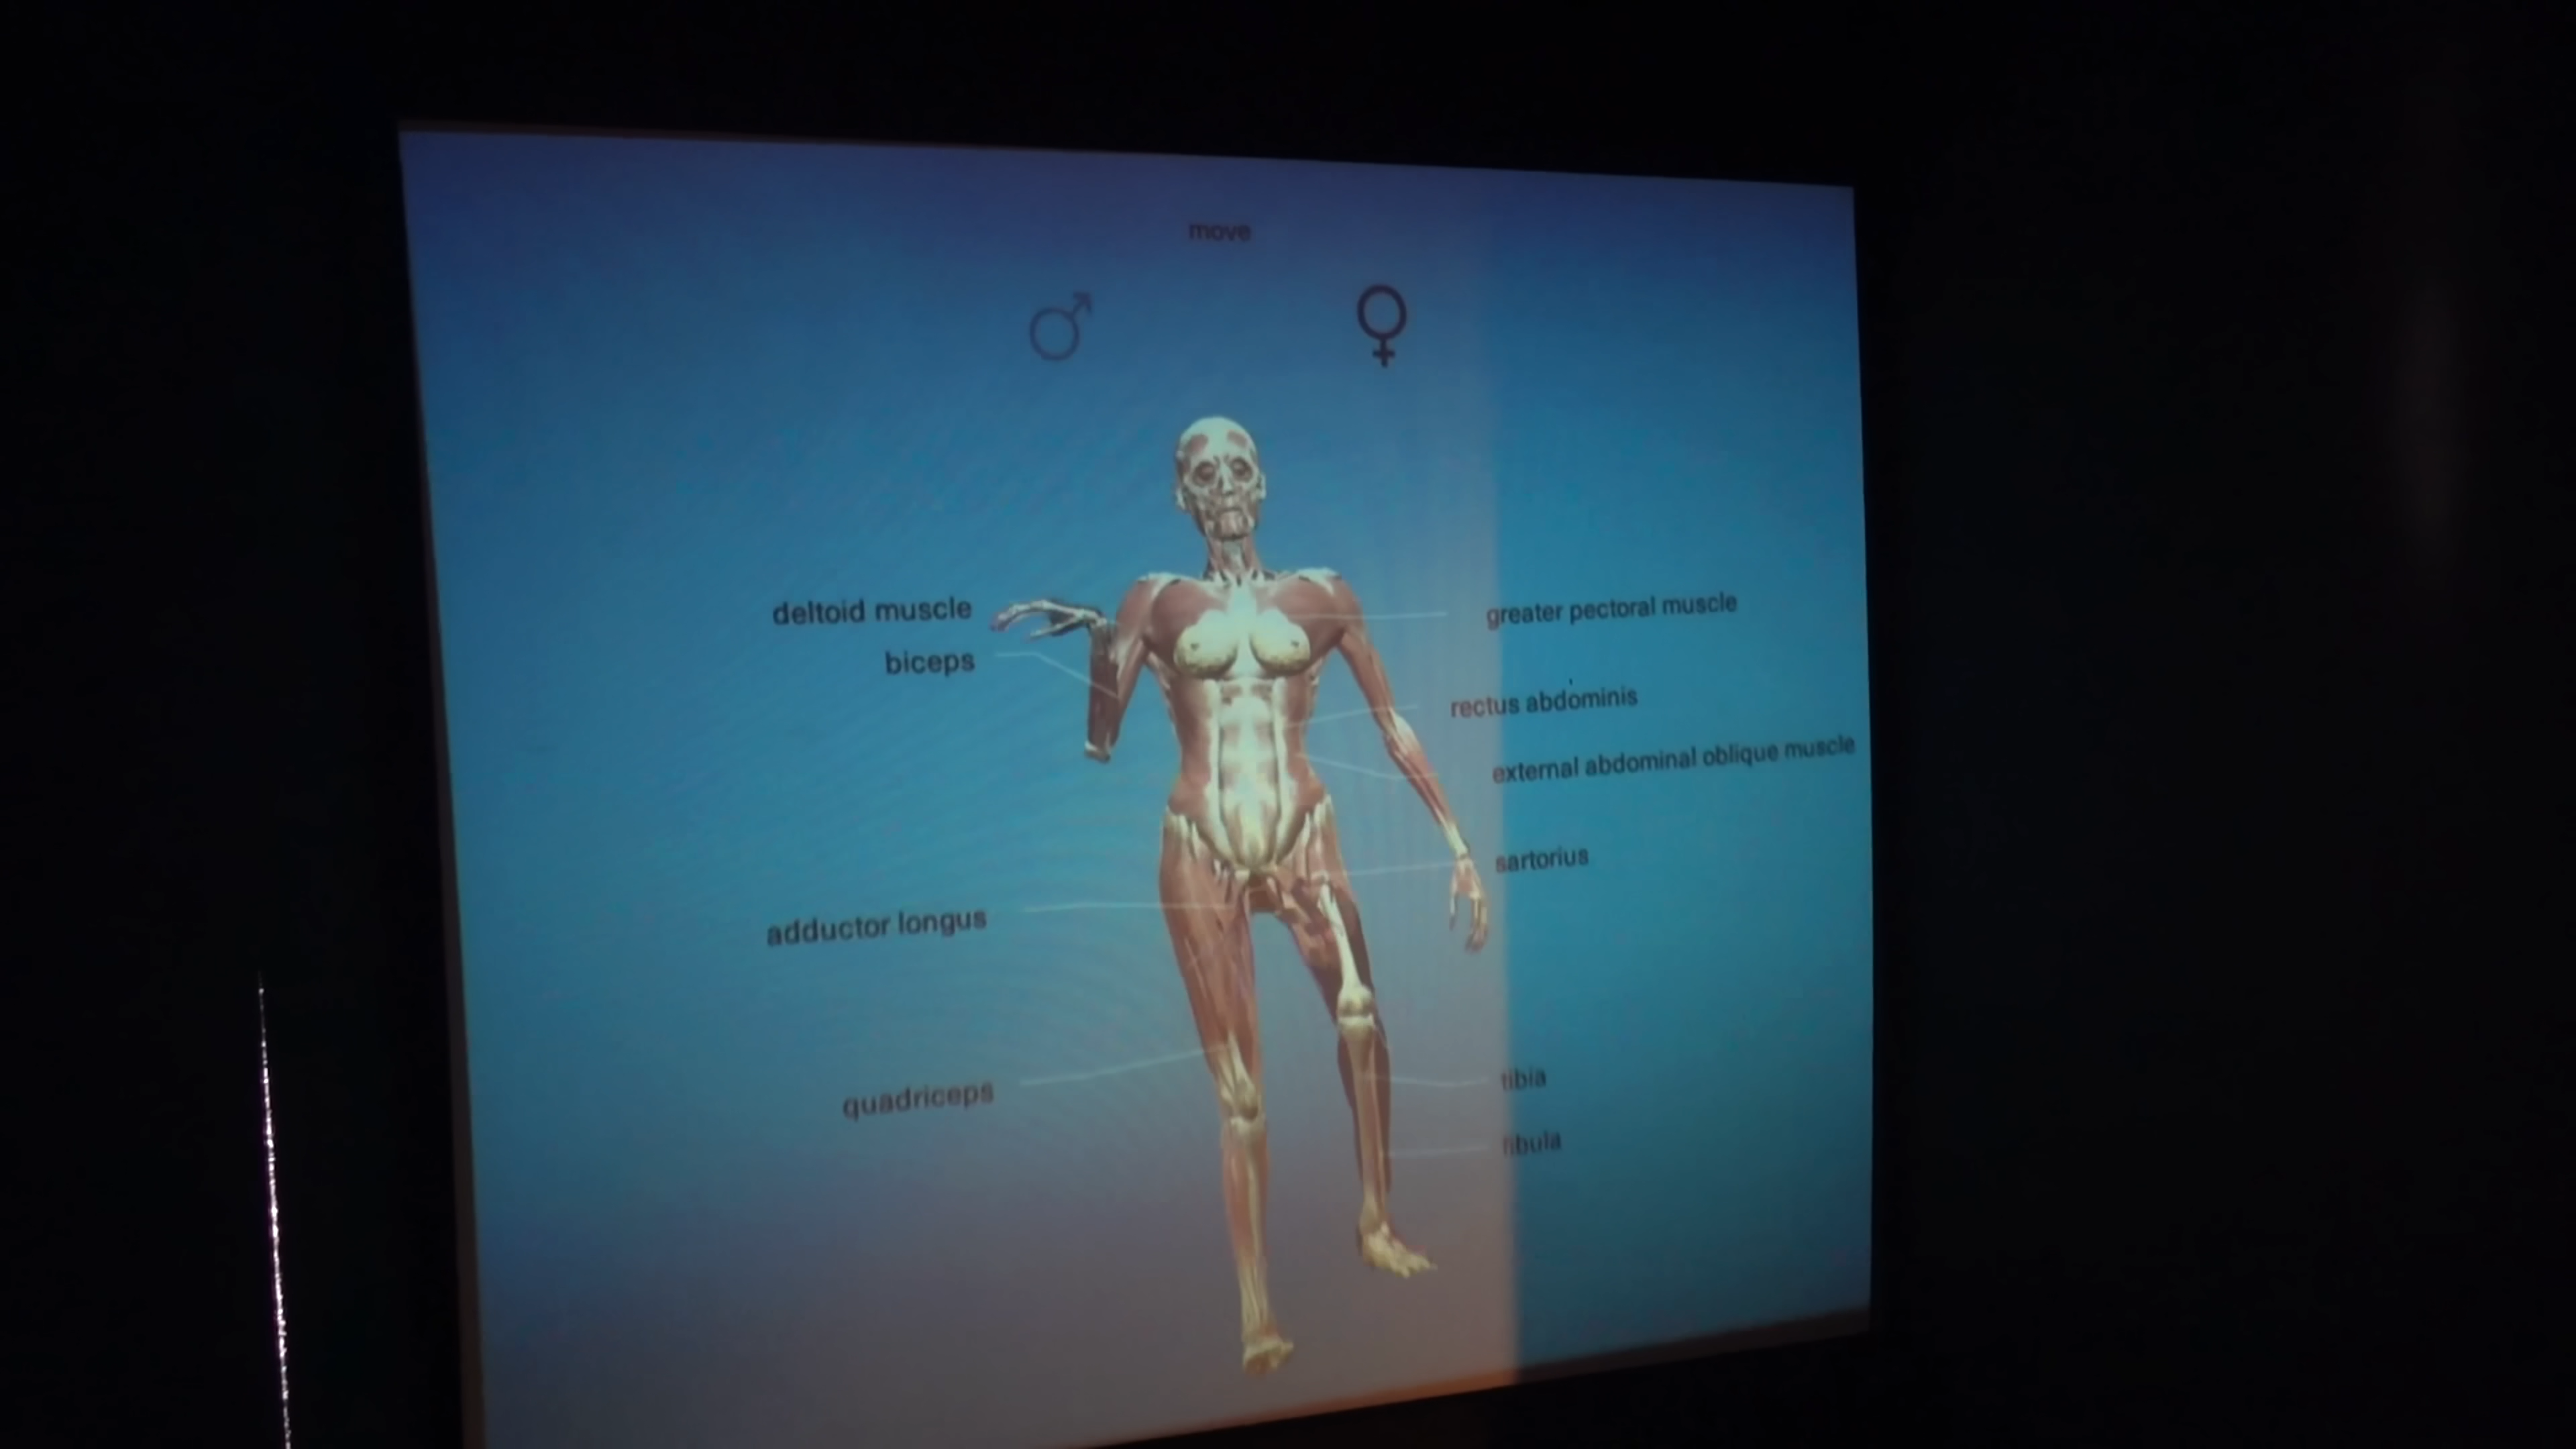 move
deltoid muscle
biceps
adductor longus
quadriceps
greater pectoral muscle
rectus abdominis
external abdominal oblique muscle
sartorius
tibia
fibula